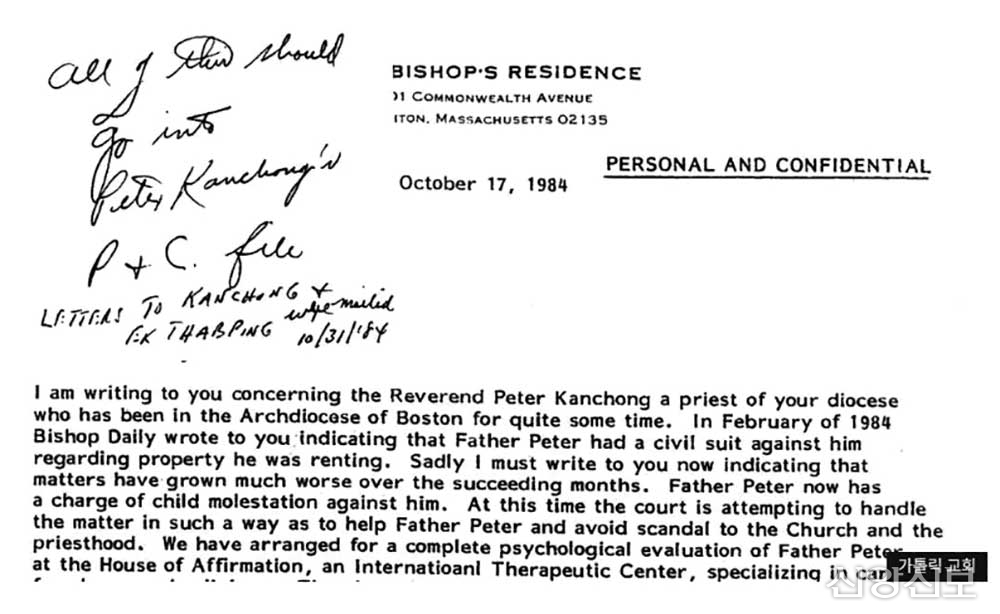 all of this should
go into
Peter Kanchong's
P + C. file
LETTERS TO KANCHONG +
EK THABPING were mailed
10/31/84
BISHOP'S RESIDENCE
01 COMMONWEALTH AVENUE
TON, MASSACHUSETTS 02135
PERSONAL AND CONFIDENTIAL
October 17, 1984
I am writing to you concerning the Reverend Peter Kanchong a priest of your diocese
who has been in the Archdiocese of Boston for quite some time. In February of 1984
Bishop Daily wrote to you indicating that Father Peter had a civil suit against him
regarding property he was renting. Sadly I must write to you now indicating that
matters have grown much worse over the succeeding months. Father Peter now has
a charge of child molestation against him. At this time the court is attempting to handle
the matter in such a way as to help Father Peter and avoid scandal to the Church and the
priesthood. We have arranged for a complete psychological evaluation of Father Peter
at the House of Affirmation, an Internatioanl Therapeutic Center, specializing in car
가톨릭 교회
신앙신보